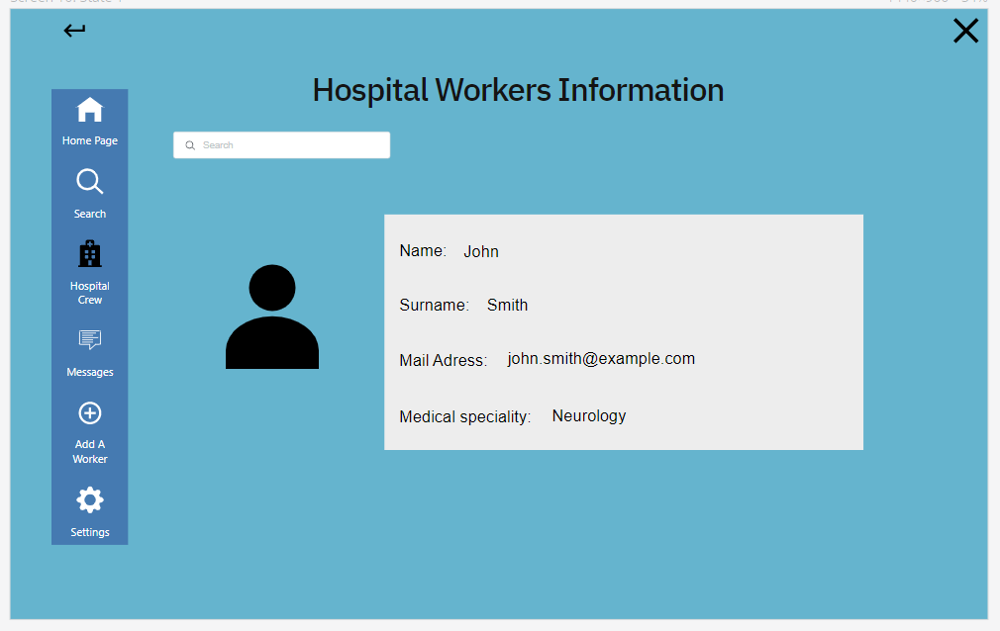 Hospital Workers Information
Search
Home Page
Search
Hospital
Crew
Messages
Add A
Worker
Settings
Name: John
Surname: Smith
Mail Adress: john.smith@example.com
Medical speciality: Neurology